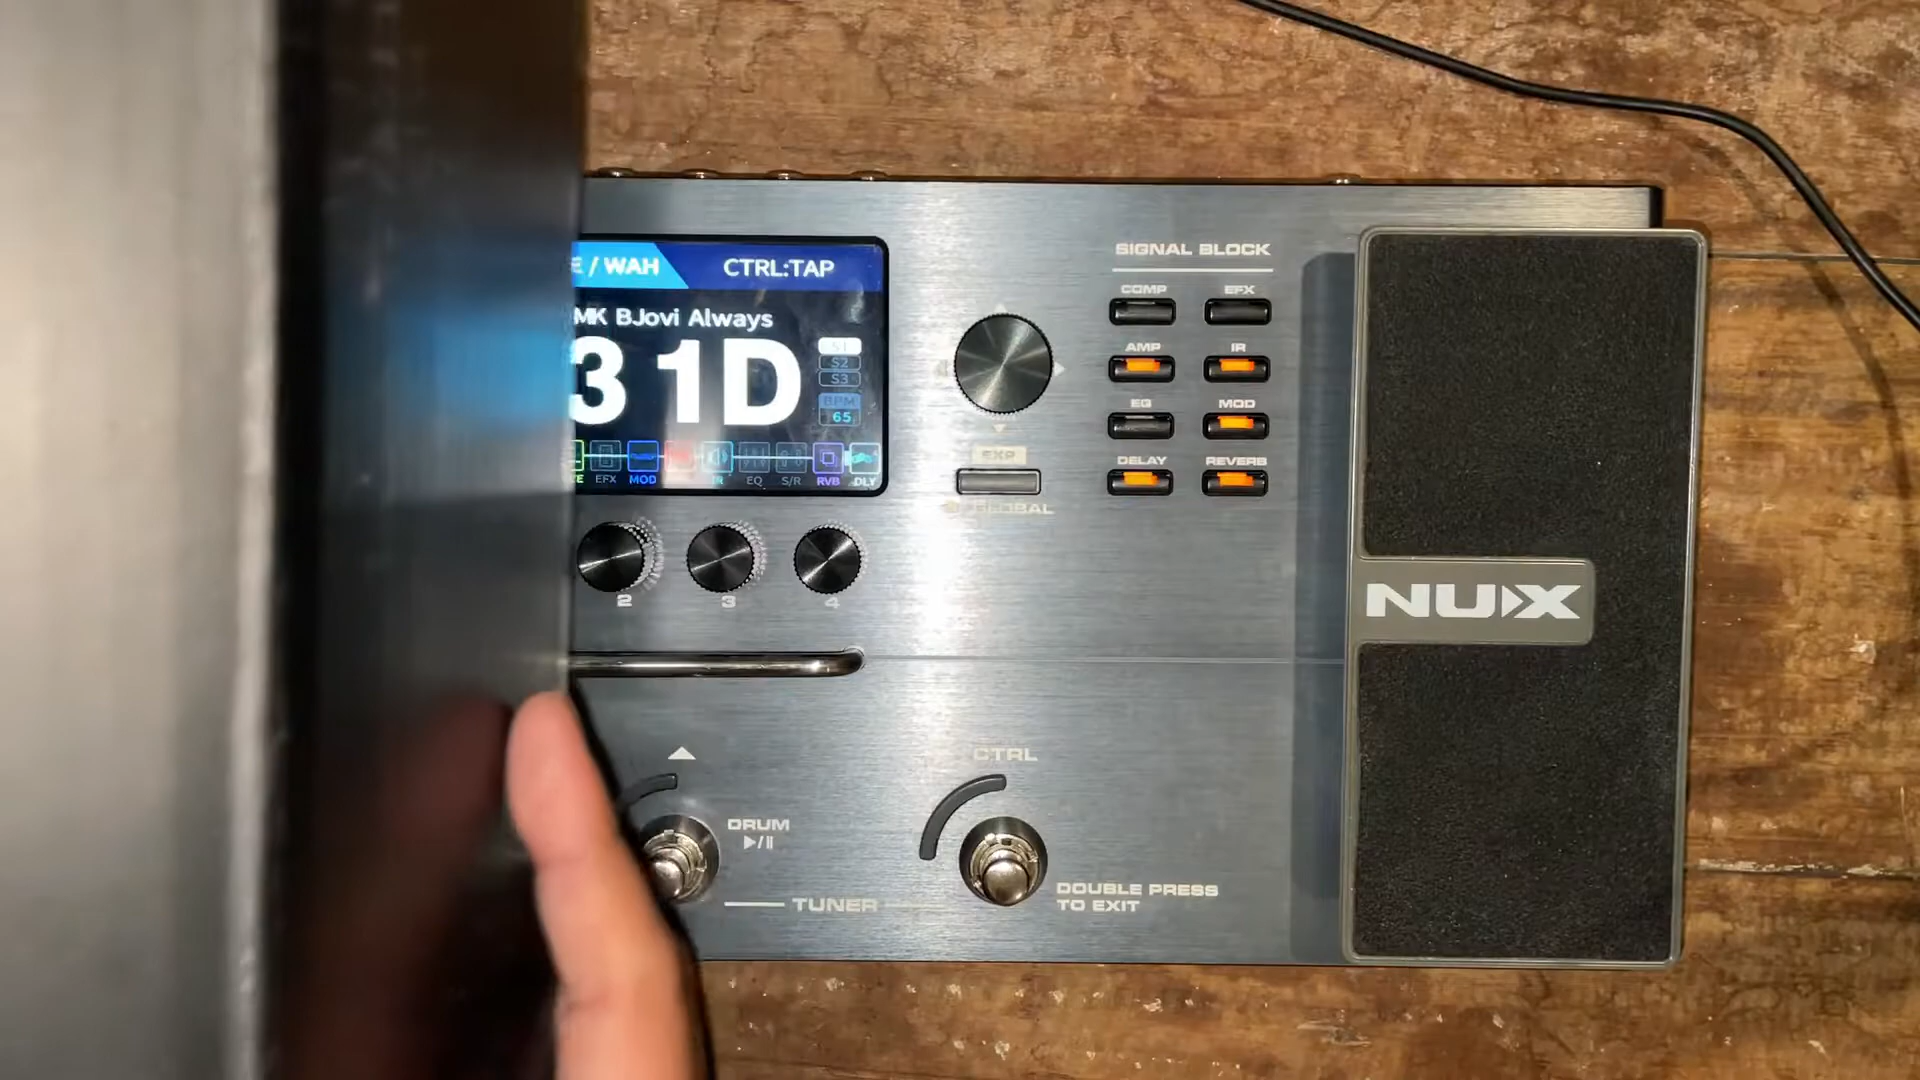 E / WAH CTRL:TAP
MK BJovi Always
31D
S1
S2
S3
BPM
65
EFX MOD IR EQ S/R RVB DLY
2 3 4
EXP
GLOBAL
SIGNAL BLOCK
COMP EFX
AMP IR
EQ MOD
DELAY REVERB
NUX
CTRL
DRUM
TUNER
DOUBLE PRESS
TO EXIT